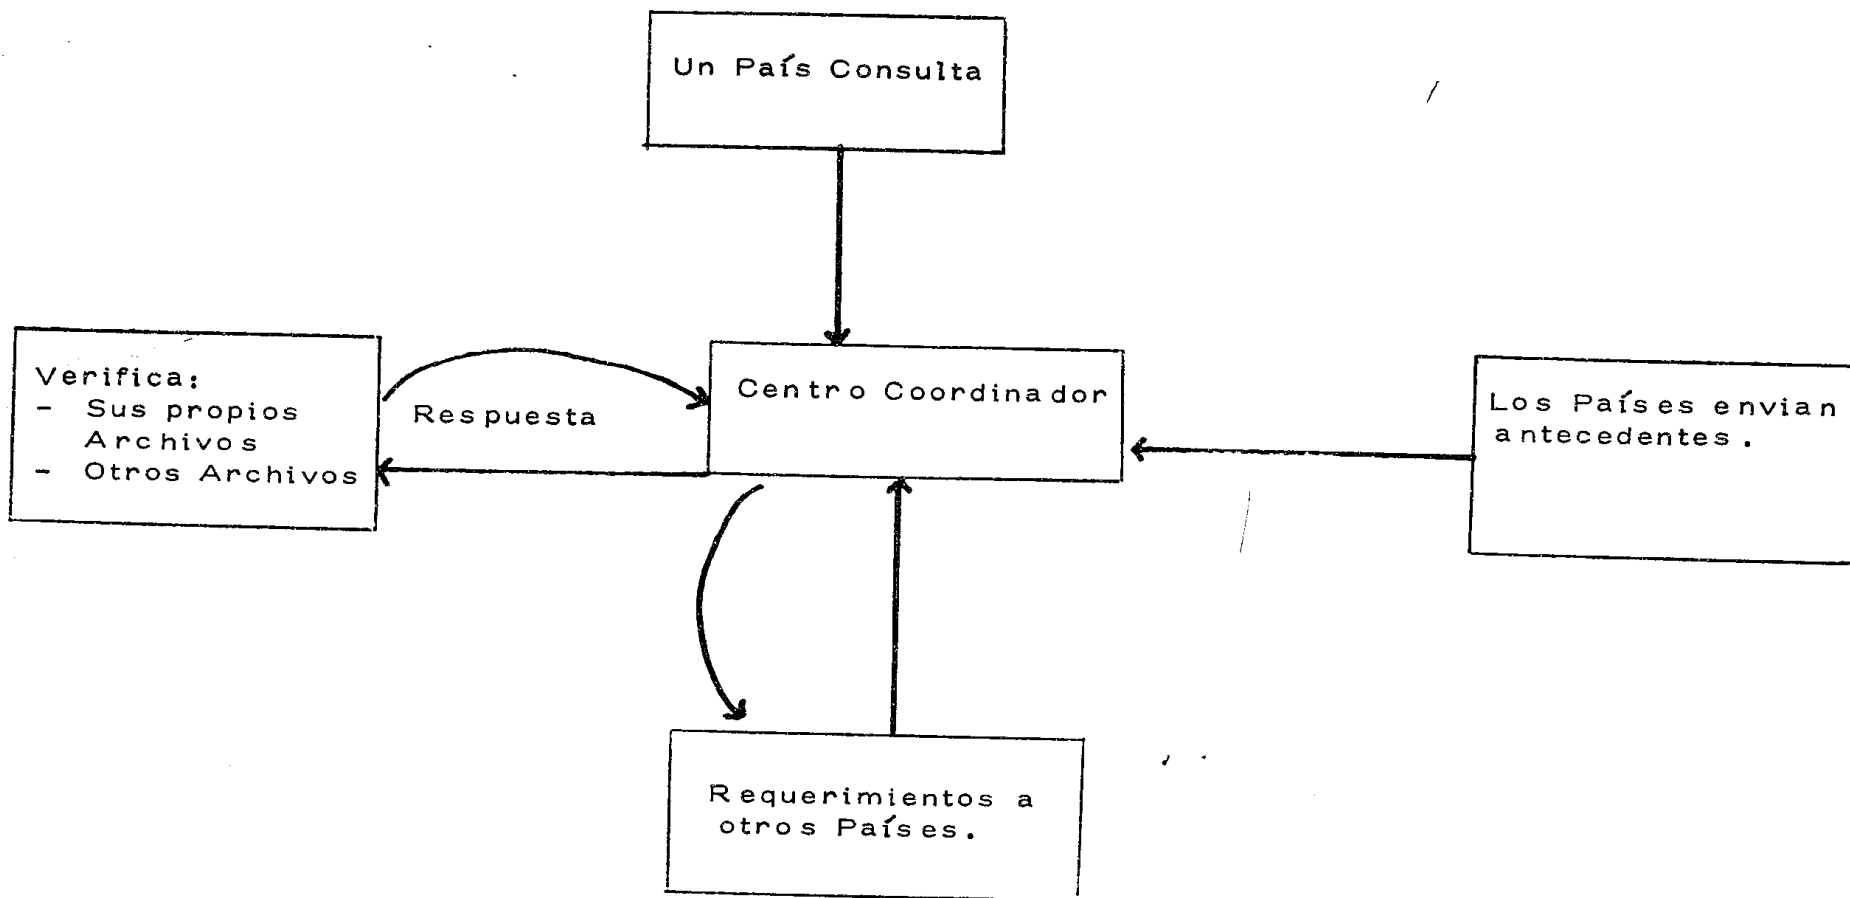 Un País Consulta
Verifica:
- Sus propios
Archivos
- Otros Archivos
Respuesta
Centro Coordinador
Los Países envian
antecedentes.
Requerimientos a
otros Países.